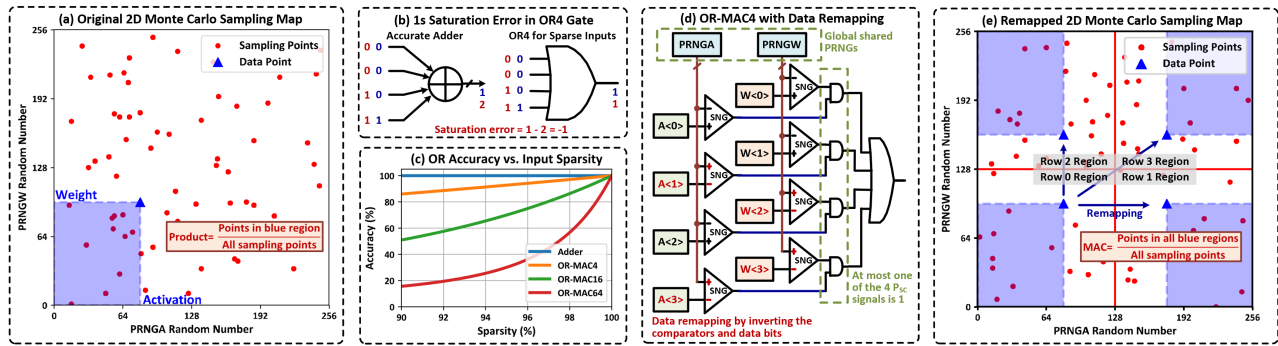 (a) Original 2D Monte Carlo Sampling Map
256
192
128
64
0
0
64
128
192
256
PRNGW Random Number
PRNGA Random Number
Sampling Points
Data Point
Weight
Activation
Product=
Points in blue region
All sampling points
(b) 1s Saturation Error in OR4 Gate
Accurate Adder
OR4 for Sparse Inputs
0 0
0 0
1 0
1 1
1
2
0 0
0 0
1 0
1 1
1
1
Saturation error = 1 - 2 = -1
(c) OR Accuracy vs. Input Sparsity
100
80
60
40
20
0
90
92
94
96
98
100
Accuracy (%)
Sparsity (%)
Adder
OR-MAC4
OR-MAC16
OR-MAC64
(d) OR-MAC4 with Data Remapping
PRNGA
PRNGW
Global shared
PRNGs
W<0>
SNG
A<0>
SNG
W<1>
SNG
A<1>
SNG
W<2>
SNG
A<2>
SNG
W<3>
SNG
A<3>
SNG
At most one
of the 4 PSC
signals is 1
Data remapping by inverting the
comparators and data bits
(e) Remapped 2D Monte Carlo Sampling Map
256
192
128
64
0
0
64
128
192
256
PRNGW Random Number
PRNGA Random Number
Sampling Points
Data Point
Row 2 Region
Row 3 Region
Row 0 Region
Row 1 Region
Remapping
MAC=
Points in all blue regions
All sampling points